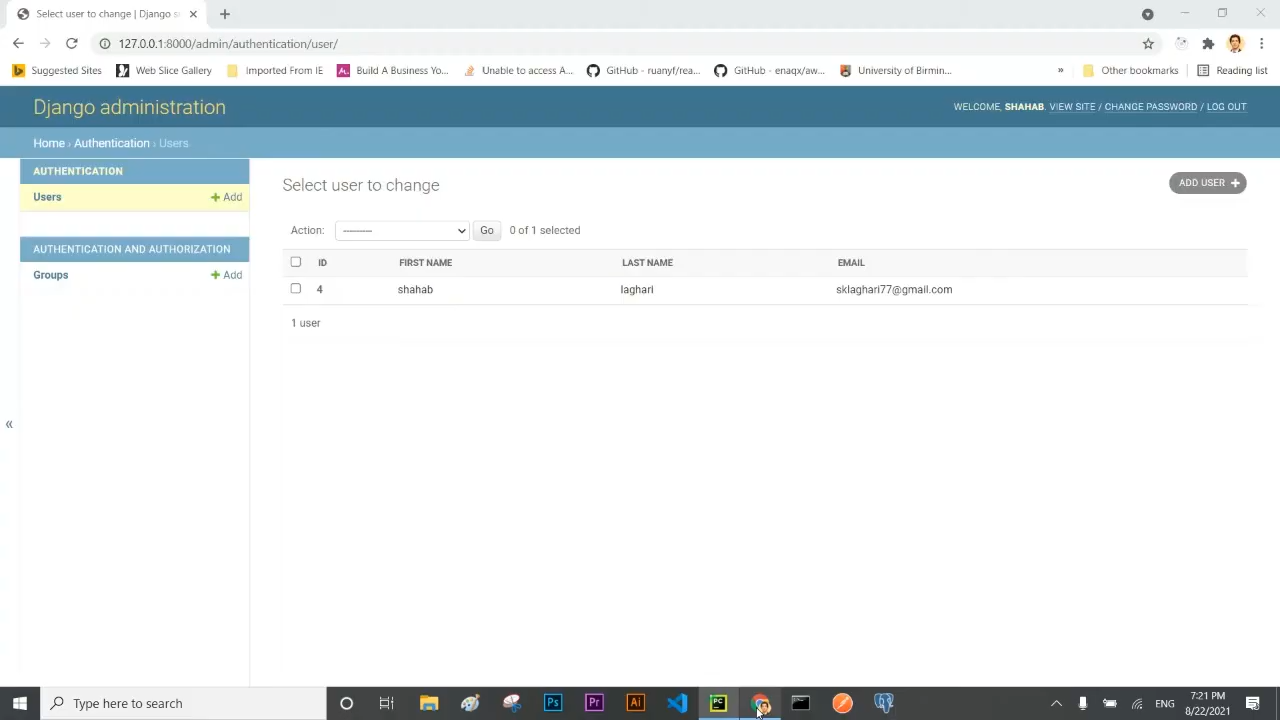 Select user to change | Django s
127.0.0.1:8000/admin/authentication/user/
Suggested Sites
Web Slice Gallery
Imported From IE
Build A Business Yo...
Unable to access A...
GitHub - ruanyf/rea...
GitHub - enaqx/aw...
University of Birmin...
»
Other bookmarks
Reading list
Django administration
WELCOME, SHAHAB. VIEW SITE / CHANGE PASSWORD / LOG OUT
Home › Authentication › Users
AUTHENTICATION
Users
+ Add
AUTHENTICATION AND AUTHORIZATION
Groups
+ Add
«
Select user to change
ADD USER +
Action: --------- Go 0 of 1 selected
ID FIRST NAME LAST NAME EMAIL
4 shahab laghari sklaghari77@gmail.com
1 user
Type here to search
Ps
Pr
Ai
PC
ENG
7:21 PM
8/22/2021